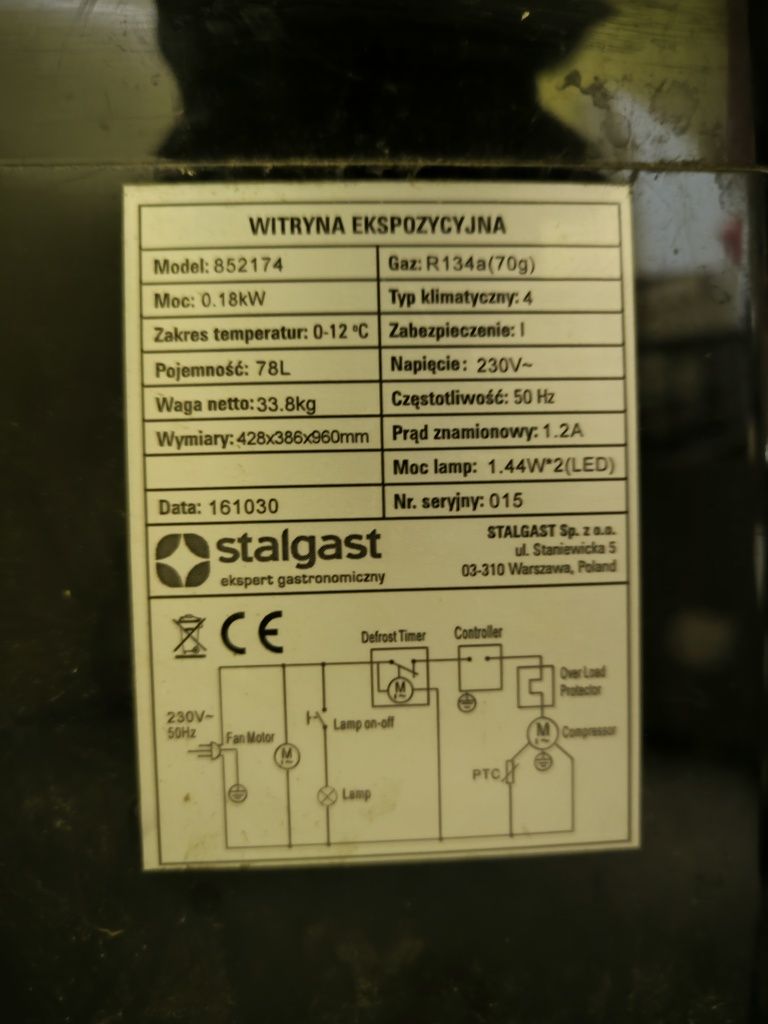 WITRYNA EKSPOZYCYJNA
Model: 852174
Gaz: R134a(70g)
Moc: 0.18kW
Typ klimatyczny: 4
Zakres temperatur: 0-12 ºC
Zabezpieczenie: I
Pojemność: 78L
Napięcie: 230V~
Waga netto: 33.8kg
Częstotliwość: 50 Hz
Wymiary: 428x386x960mm
Prąd znamionowy: 1.2A
Moc lamp: 1.44W*2(LED)
Data: 161030
Nr. seryjny: 015
stalgast
ekspert gastronomiczny
STALGAST Sp. z o.o.
ul. Staniewicka 5
03-310 Warszawa, Poland
CE
Defrost Timer
Controller
Over Load
Protector
M
230V~
50Hz
Fan Motor
M
Lamp on-off
M
Compressor
PTC
Lamp